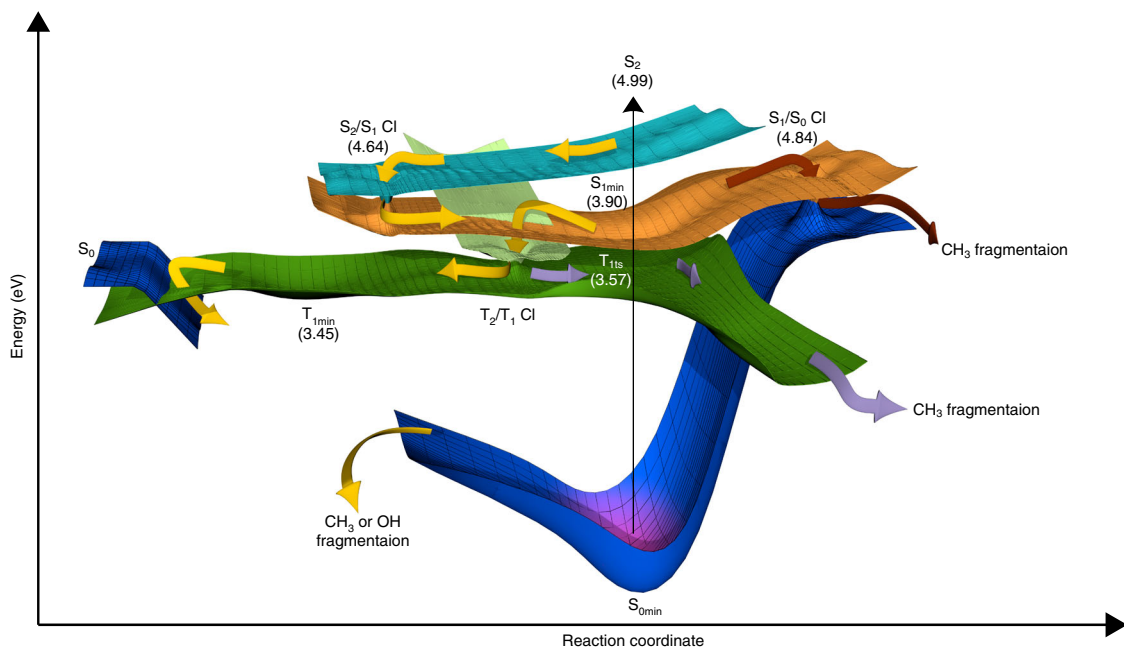 S₂
(4.99)
S₂/S₁ CI
(4.64)
S₁/S₀ CI
(4.84)
S₁min
(3.90)
S₀
CH₃ fragmentaion
T₁ts
(3.57)
T₁min
(3.45)
T₂/T₁ CI
Energy (eV)
CH₃ fragmentaion
CH₃ or OH
fragmentaion
S₀min
Reaction coordinate